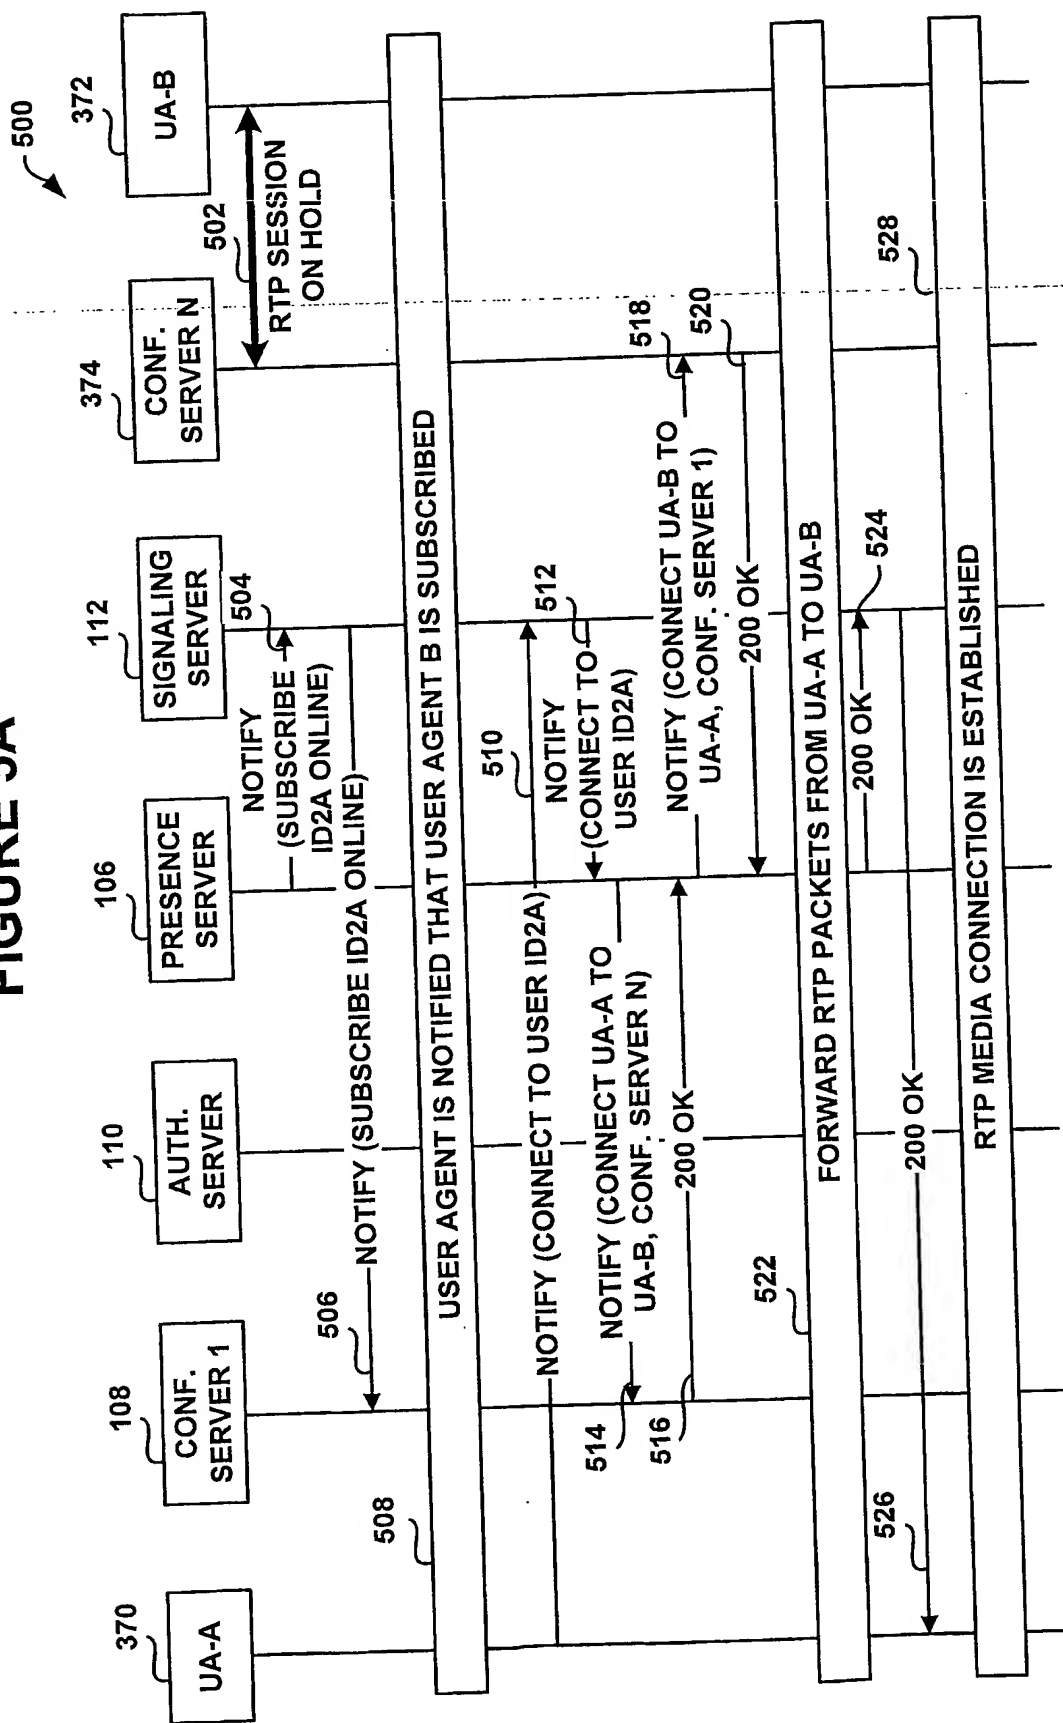 FIGURE 5A
500
370
UA-A
108
CONF.
SERVER 1
110
AUTH.
SERVER
106
PRESENCE
SERVER
112
SIGNALING
SERVER
374
CONF.
SERVER N
372
UA-B
502
RTP SESSION
ON HOLD
NOTIFY
(SUBSCRIBE
ID2A ONLINE)
504
506
NOTIFY (SUBSCRIBE ID2A ONLINE)
508
USER AGENT IS NOTIFIED THAT USER AGENT B IS SUBSCRIBED
NOTIFY (CONNECT TO USER ID2A)
510
NOTIFY
(CONNECT TO
USER ID2A)
512
514
NOTIFY (CONNECT UA-A TO
UA-B, CONF. SERVER N)
516
200 OK
NOTIFY (CONNECT UA-B TO
UA-A, CONF. SERVER 1)
518
200 OK
520
522
FORWARD RTP PACKETS FROM UA-A TO UA-B
200 OK
524
526
200 OK
528
RTP MEDIA CONNECTION IS ESTABLISHED